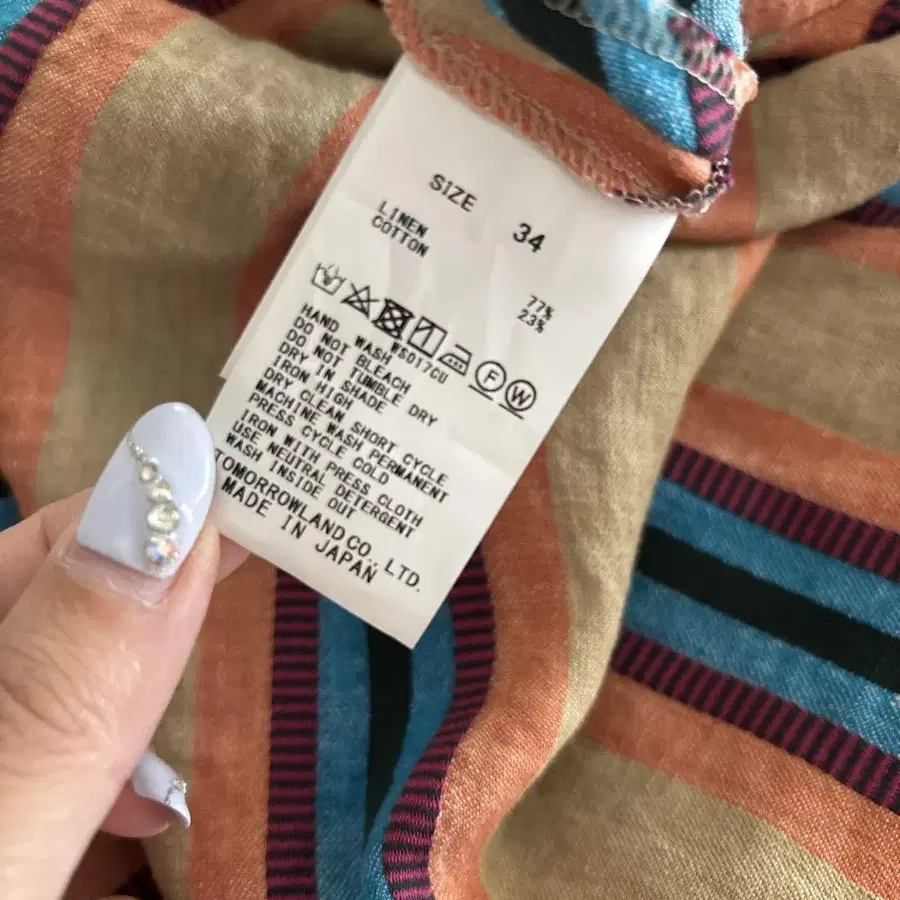 SIZE 34
LINEN 77%
COTTON 23%
F W
HAND WASH WS017CU
DO NOT BLEACH
DO NOT TUMBLE DRY
DRY IN SHADE
IRON HIGH
DRY CLEAN SHORT CYCLE
MACHINE WASH PERMANENT
PRESS CYCLE COLD
IRON WITH PRESS CLOTH
USE NEUTRAL DETERGENT
WASH INSIDE OUT
TOMORROWLAND CO., LTD.
MADE IN JAPAN